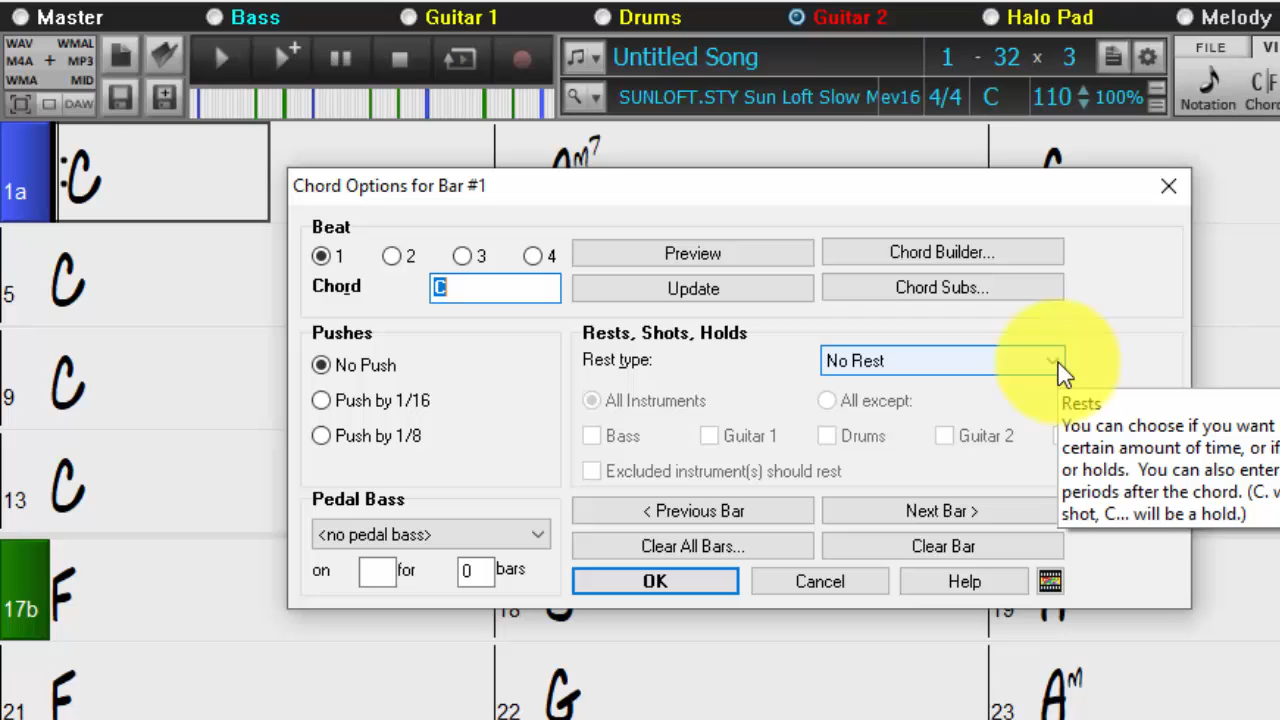 Master Bass Guitar 1 Drums Guitar 2 Halo Pad Melody
WAV WMAL
M4A + MP3
WMA MID
DAW
Untitled Song 1 - 32 x 3
SUNLOFT.STY Sun Loft Slow Mev16 4/4 C 110 100%
FILE VI
Notation Chor
1a :C Am7 C
Chord Options for Bar #1
Beat
1 2 3 4
Preview Chord Builder...
Chord C Update Chord Subs...
5 C
Pushes Rests, Shots, Holds
No Push Rest type: No Rest
Push by 1/16 All Instruments All except:
Push by 1/8 Bass Guitar 1 Drums Guitar 2
Excluded instrument(s) should rest
9 C
Rests
You can choose if you want
certain amount of time, or if
or holds. You can also enter
periods after the chord. (C. w
shot, C... will be a hold.)
13 C
Pedal Bass < Previous Bar Next Bar >
<no pedal bass> Clear All Bars... Clear Bar
on for 0 bars OK Cancel Help
17b F 18 G 19 Am
21 F 22 G 23 Am